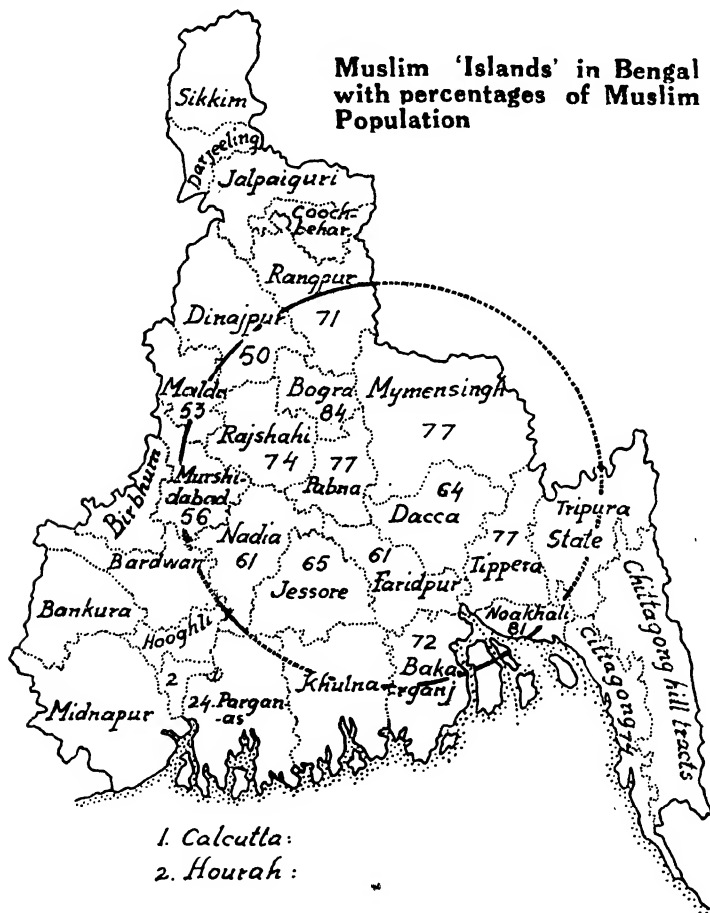 Muslim 'Islands' in Bengal
with percentages of Muslim
Population
Sikkim
Darjeeling
Jalpaiguri
Cooch-
behar
Rangpur
71
Dinajpur
50
Malda
53
Bogra
84
Mymensingh
77
Rajshahi
74
77
Pabna
Birbhum
Murshi-
dabad
56
64
Dacca
Tripura
State
Nadia
61
65
Jessore
61
Faridpur
77
Tippera
Bardwan
Bankura
Hooghli
Noakhali
81
Chittagong hill tracts
Cittagong 74
72
Baka
-rganj
Khulna
2
1
24.Pargan-
-as
Midnapur
1. Calcutta:
2. Hourah: